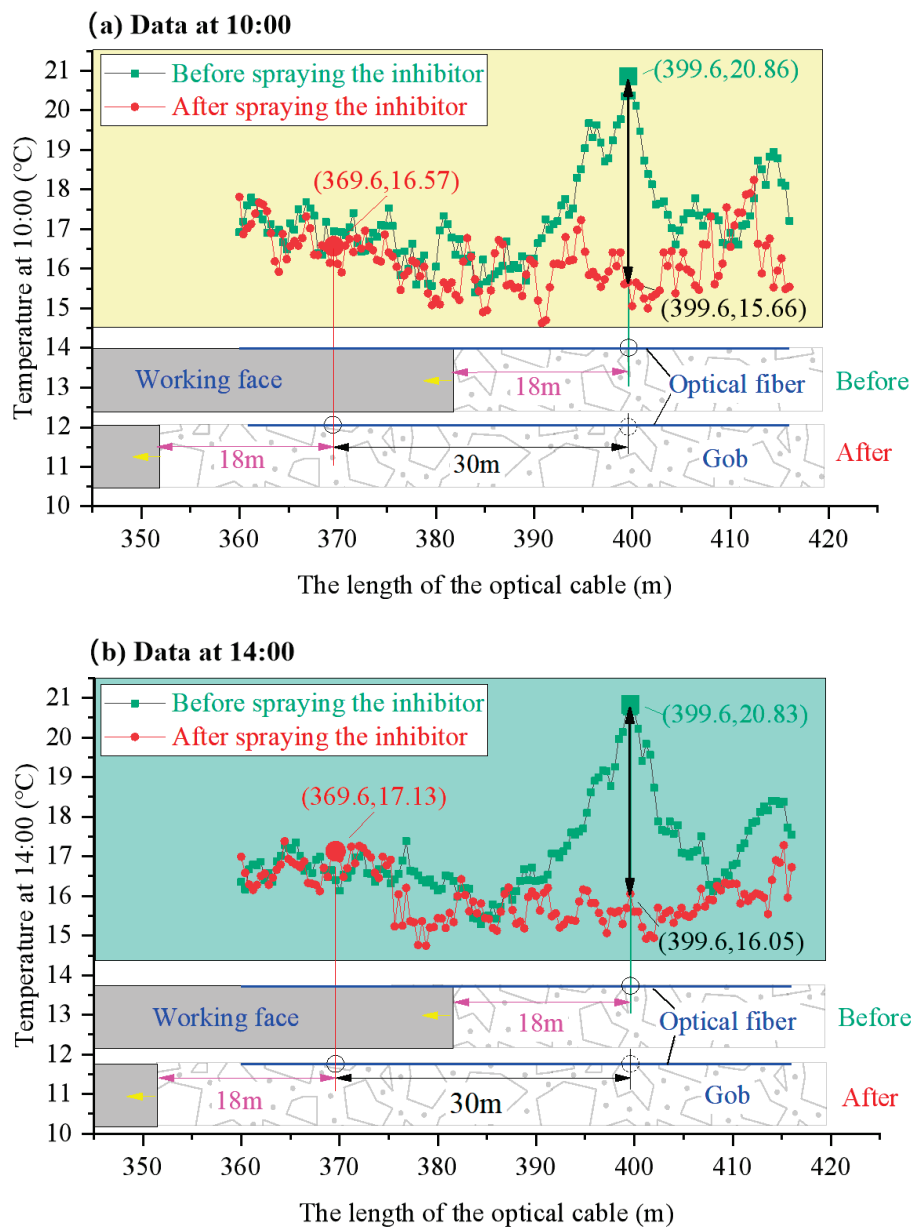 (a) Data at 10:00
Before spraying the inhibitor
After spraying the inhibitor
(399.6,20.86)
(369.6,16.57)
(399.6,15.66)
Temperature at 10:00 (°C)
21
20
19
18
17
16
15
14
13
12
11
10
Working face
18m
Optical fiber
Before
18m
30m
Gob
After
350 360 370 380 390 400 410 420
The length of the optical cable (m)
(b) Data at 14:00
Before spraying the inhibitor
After spraying the inhibitor
(399.6,20.83)
(369.6,17.13)
(399.6,16.05)
Temperature at 14:00 (°C)
21
20
19
18
17
16
15
14
13
12
11
10
Working face
18m
Optical fiber
Before
18m
30m
Gob
After
350 360 370 380 390 400 410 420
The length of the optical cable (m)